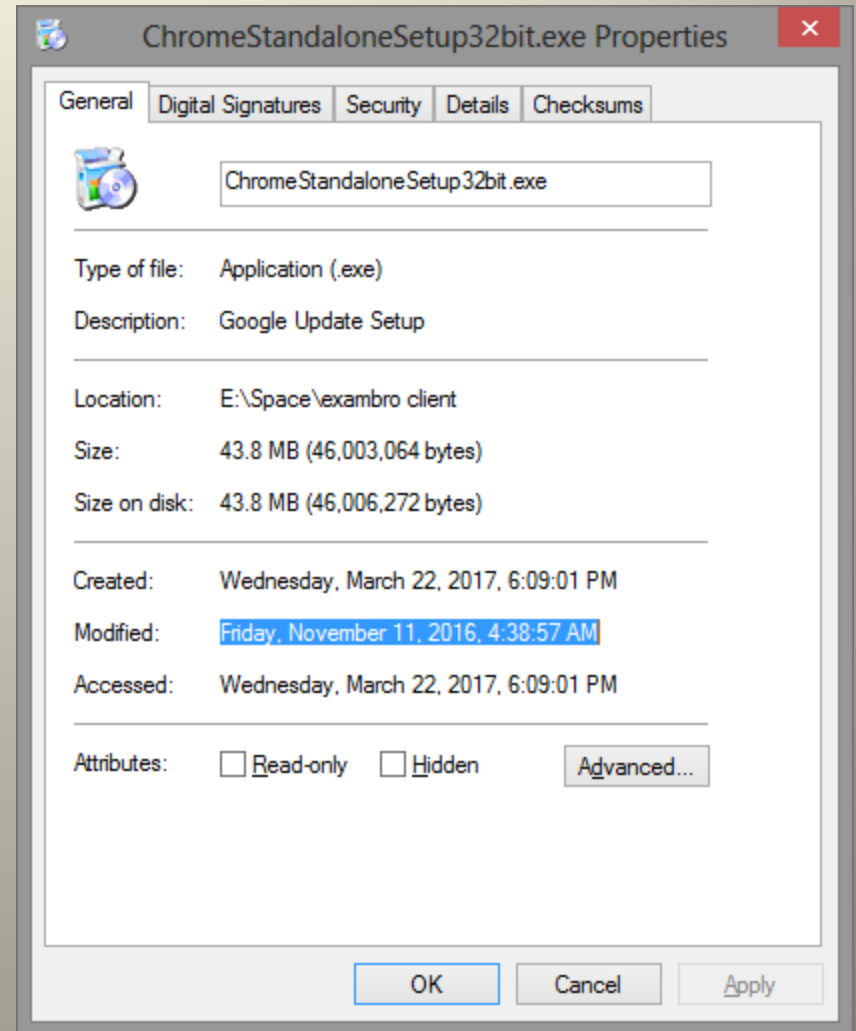 ChromeStandaloneSetup32bit.exe Properties
General Digital Signatures Security Details Checksums
ChromeStandaloneSetup32bit.exe
Type of file: Application (.exe)
Description: Google Update Setup
Location: E:\Space\exambro client
Size: 43.8 MB (46,003,064 bytes)
Size on disk: 43.8 MB (46,006,272 bytes)
Created: Wednesday, March 22, 2017, 6:09:01 PM
Modified: Friday, November 11, 2016, 4:38:57 AM
Accessed: Wednesday, March 22, 2017, 6:09:01 PM
Attributes: Read-only Hidden Advanced...
OK Cancel Apply